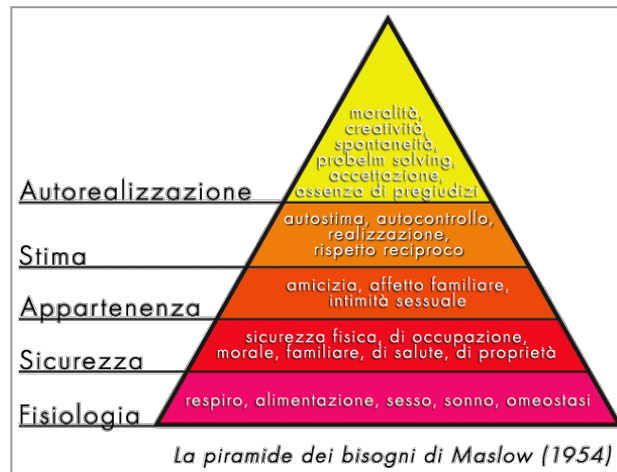 moralità,
creatività,
spontaneità,
probelm solving,
accettazione,
assenza di pregiudizi
Autorealizzazione
autostima, autocontrollo,
realizzazione,
rispetto reciproco
Stima
amicizia, affetto familiare,
intimità sessuale
Appartenenza
sicurezza fisica, di occupazione,
morale, familiare, di salute, di proprietà
Sicurezza
respiro, alimentazione, sesso, sonno, omeostasi
Fisiologia
La piramide dei bisogni di Maslow (1954)